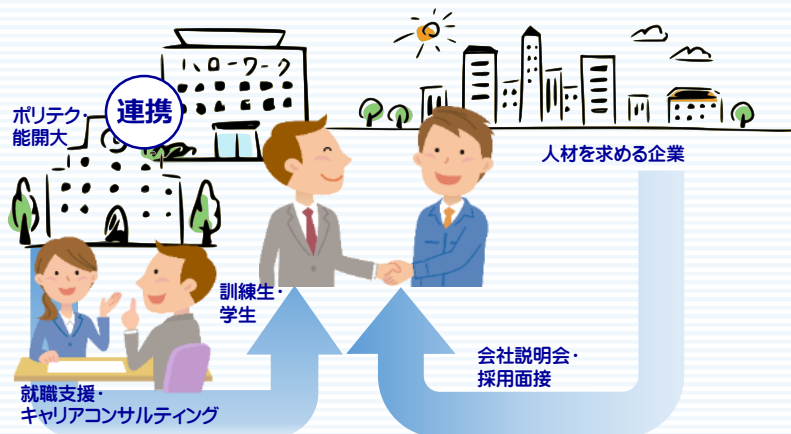 ハローワーク
連携
ポリテク・
能開大
人材を求める企業
訓練生・
学生
会社説明会・
採用面接
就職支援・
キャリアコンサルティング